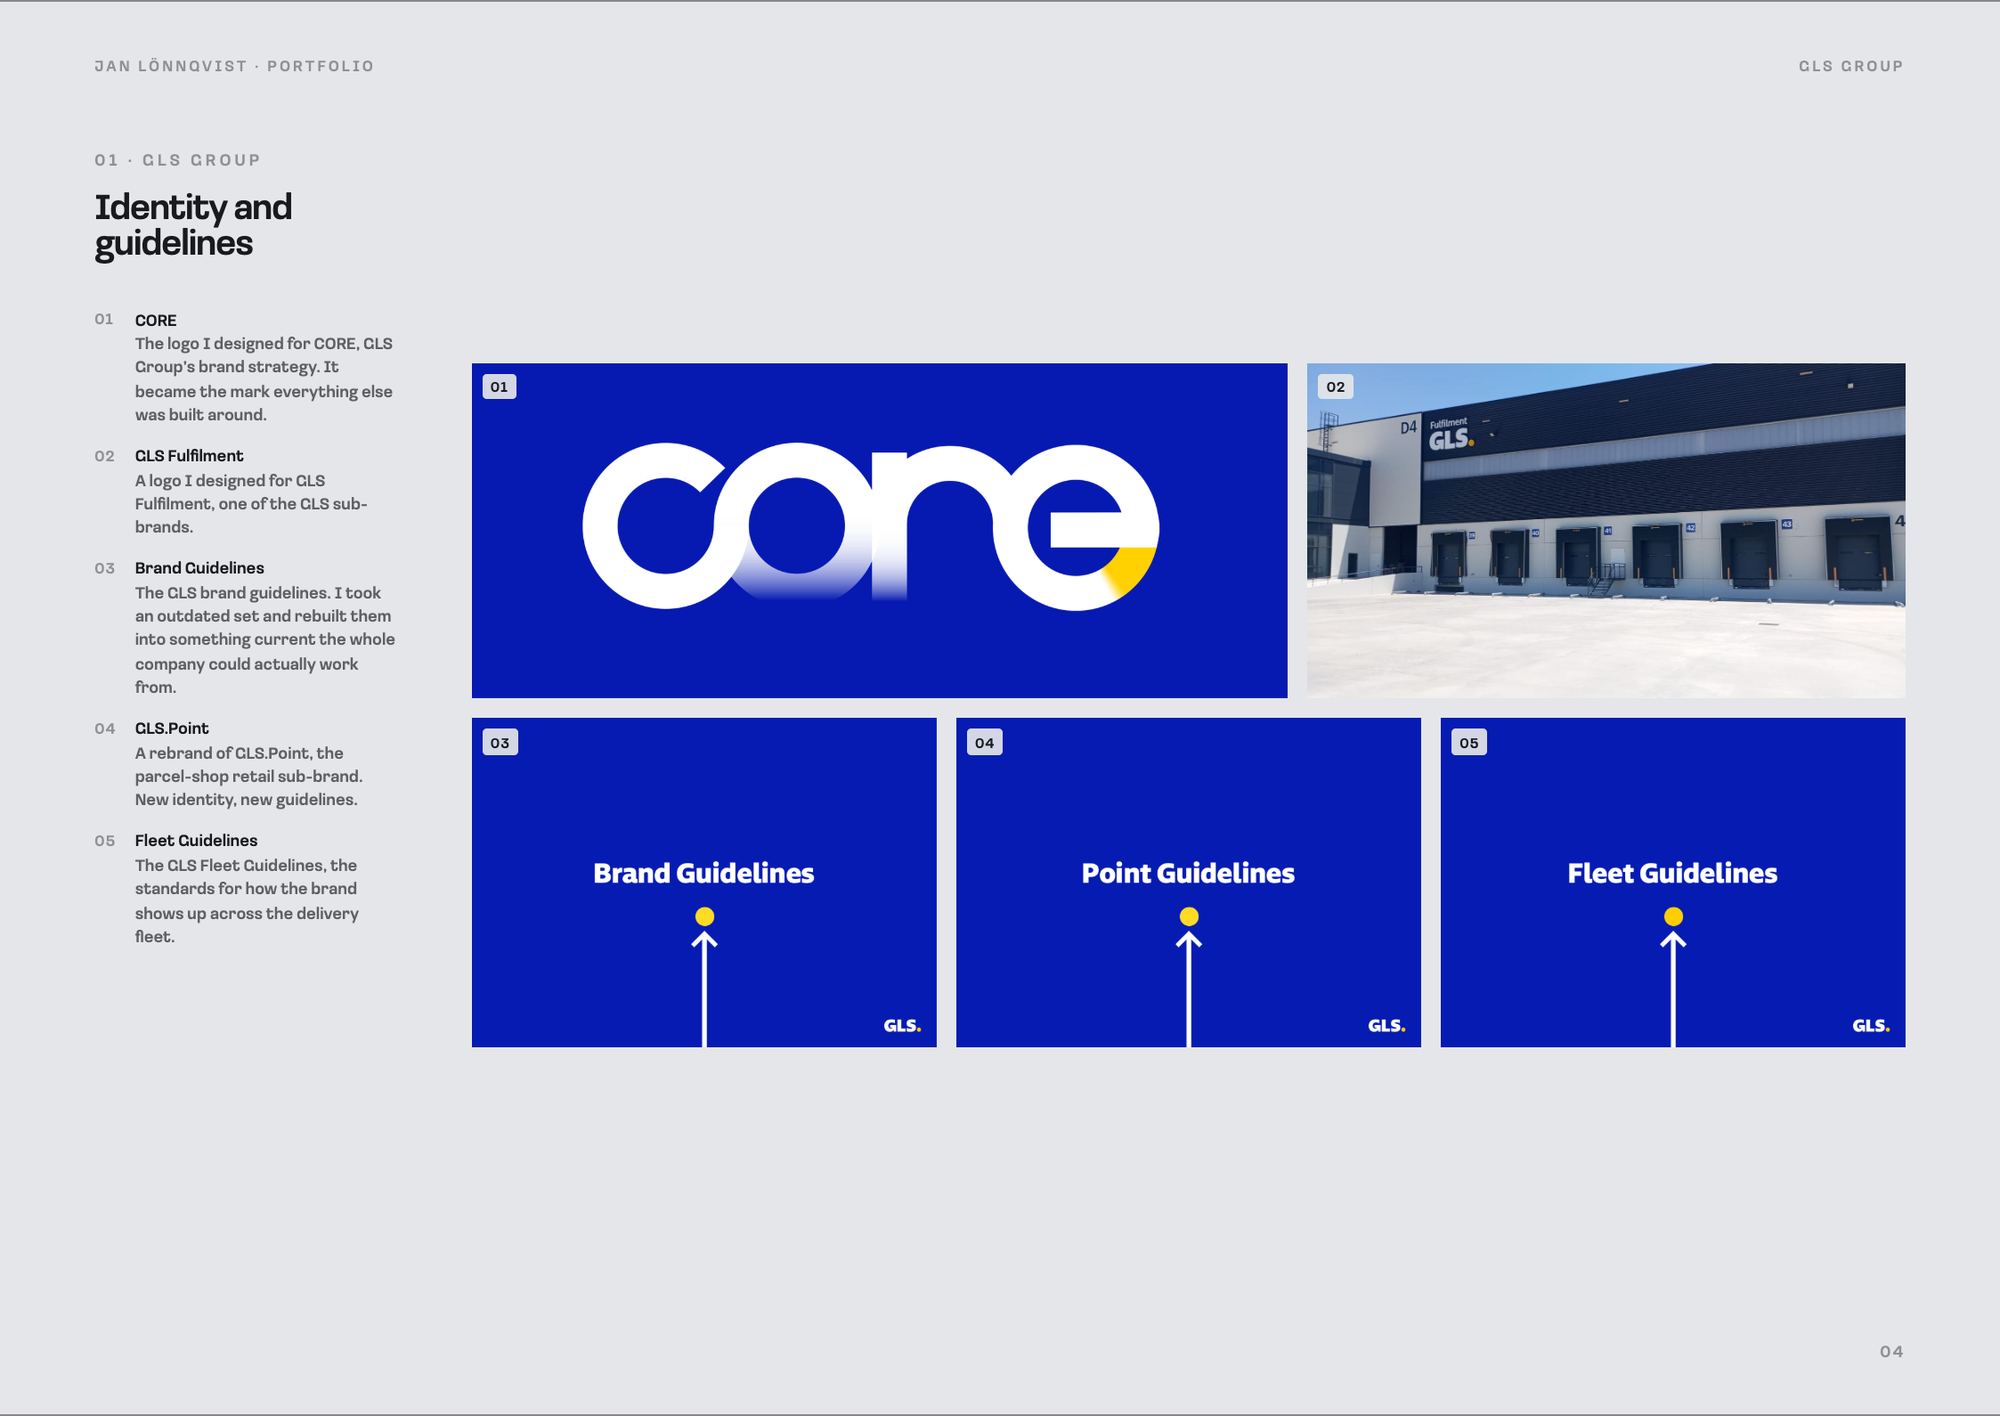 JAN LÖNNQVIST · PORTFOLIO
GLS GROUP
01 · GLS GROUP
Identity and
guidelines
01 CORE
The logo I designed for CORE, GLS
Group's brand strategy. It
became the mark everything else
was built around.
02 GLS Fulfilment
A logo I designed for GLS
Fulfilment, one of the GLS sub-
brands.
03 Brand Guidelines
The GLS brand guidelines. I took
an outdated set and rebuilt them
into something current the whole
company could actually work
from.
04 GLS.Point
A rebrand of GLS.Point, the
parcel-shop retail sub-brand.
New identity, new guidelines.
05 Fleet Guidelines
The GLS Fleet Guidelines, the
standards for how the brand
shows up across the delivery
fleet.
01
core
02
D4
Fulfilment
GLS.
42
43
4
03
Brand Guidelines
GLS.
04
Point Guidelines
GLS.
05
Fleet Guidelines
GLS.
04